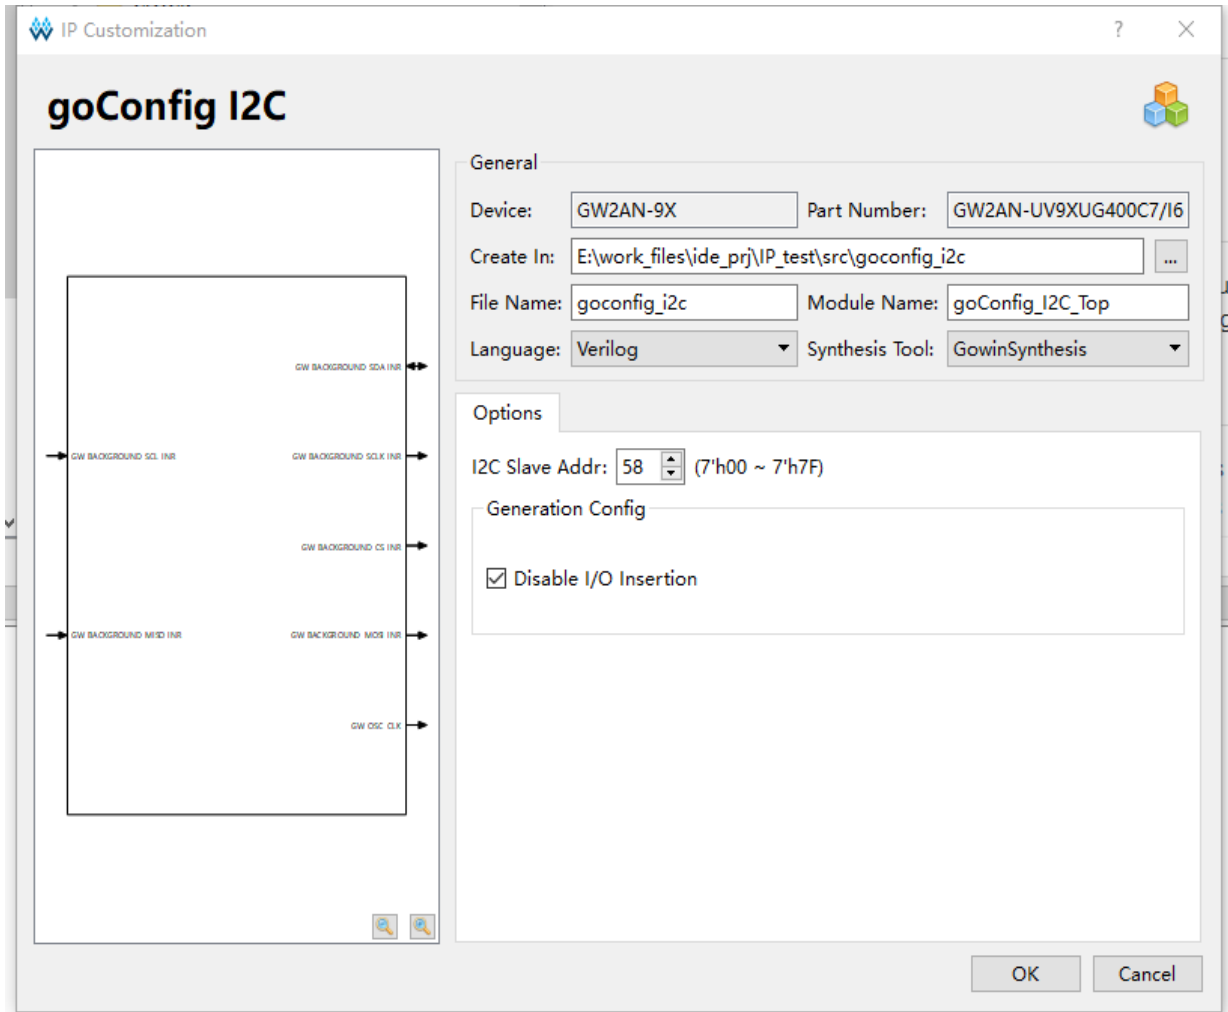 IP Customization
?
goConfig I2C
General
Device: GW2AN-9X Part Number: GW2AN-UV9XUG400C7/I6
Create In: E:\work_files\ide_prj\IP_test\src\goconfig_i2c ...
File Name: goconfig_i2c Module Name: goConfig_I2C_Top
Language: Verilog Synthesis Tool: GowinSynthesis
Options
I2C Slave Addr: 58 (7'h00 ~ 7'h7F)
Generation Config
Disable I/O Insertion
GW BACKGROUND SDA INR
GW BACKGROUND SCL INR GW BACKGROUND SCLK INR
GW BACKGROUND CS INR
GW BACKGROUND MISO INR GW BACKGROUND MOSI INR
GW OSC CLK
OK Cancel